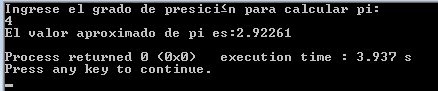 Ingrese el grado de presición para calcular pi:
4
El valor aproximado de pi es:2.92261
Process returned 0 (0x0)   execution time : 3.937 s
Press any key to continue.